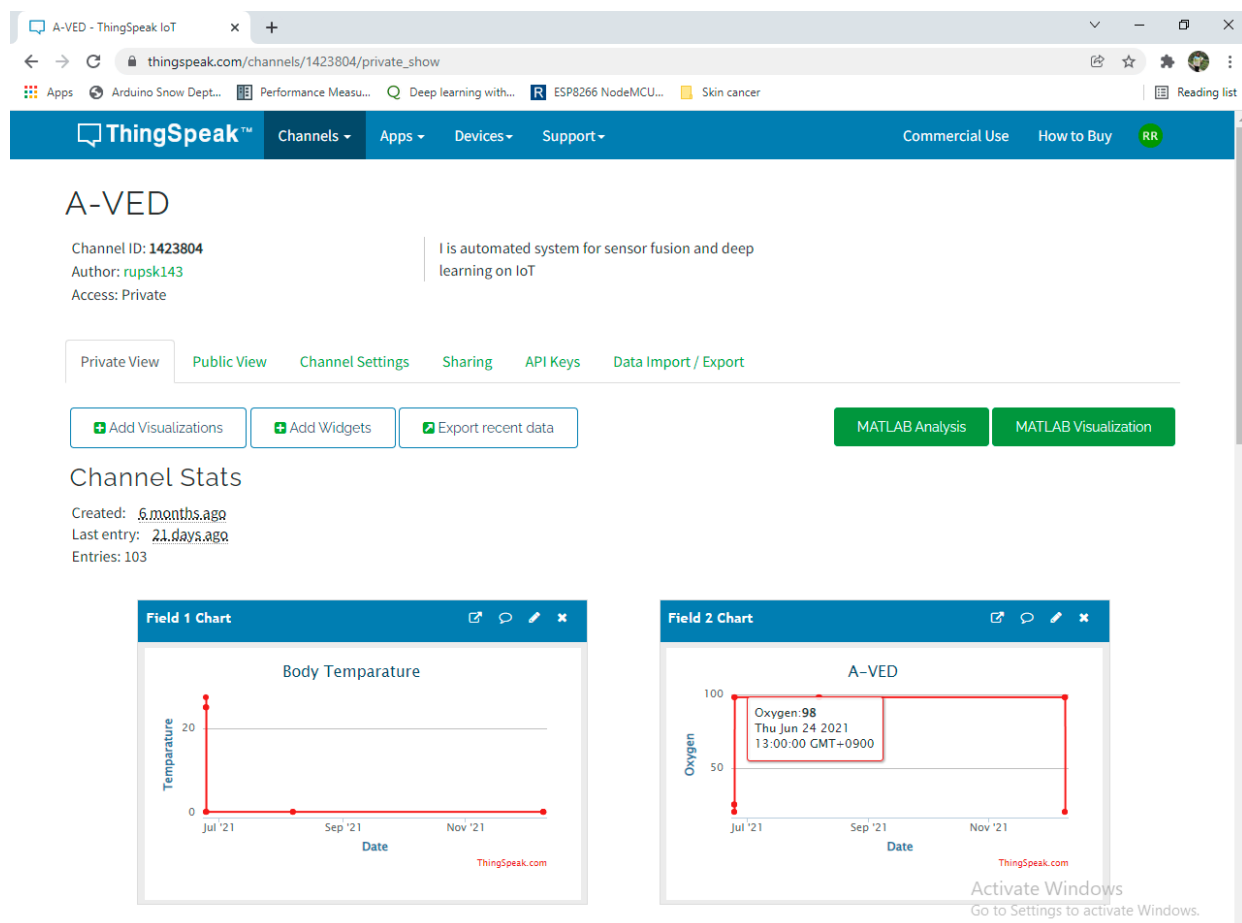 A-VED - ThingSpeak IoT
thingspeak.com/channels/1423804/private_show
Apps Arduino Snow Dept... Performance Measu... Deep learning with... ESP8266 NodeMCU... Skin cancer Reading list
ThingSpeak™ Channels Apps Devices Support Commercial Use How to Buy RR
A-VED
Channel ID: 1423804
Author: rupsk143
Access: Private
I is automated system for sensor fusion and deep
learning on IoT
Private View Public View Channel Settings Sharing API Keys Data Import / Export
Add Visualizations Add Widgets Export recent data MATLAB Analysis MATLAB Visualization
Channel Stats
Created: 6 months ago
Last entry: 21 days ago
Entries: 103
Field 1 Chart
Body Temparature
Temparature
20
0
Jul '21 Sep '21 Nov '21
Date
ThingSpeak.com
Field 2 Chart
A-VED
Oxygen
100
50
Oxygen:98
Thu Jun 24 2021
13:00:00 GMT+0900
Jul '21 Sep '21 Nov '21
Date
ThingSpeak.com
Activate Windows
Go to Settings to activate Windows.